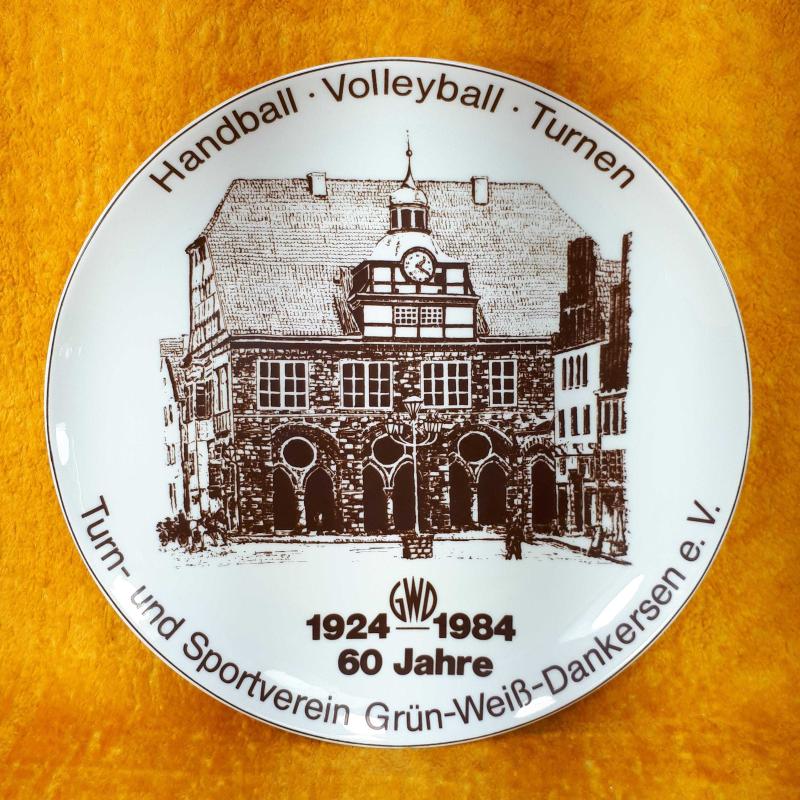 Handball · Volleyball · Turnen
GWD
1924 — 1984
60 Jahre
Turn- und Sportverein Grün-Weiß-Dankersen e. V.